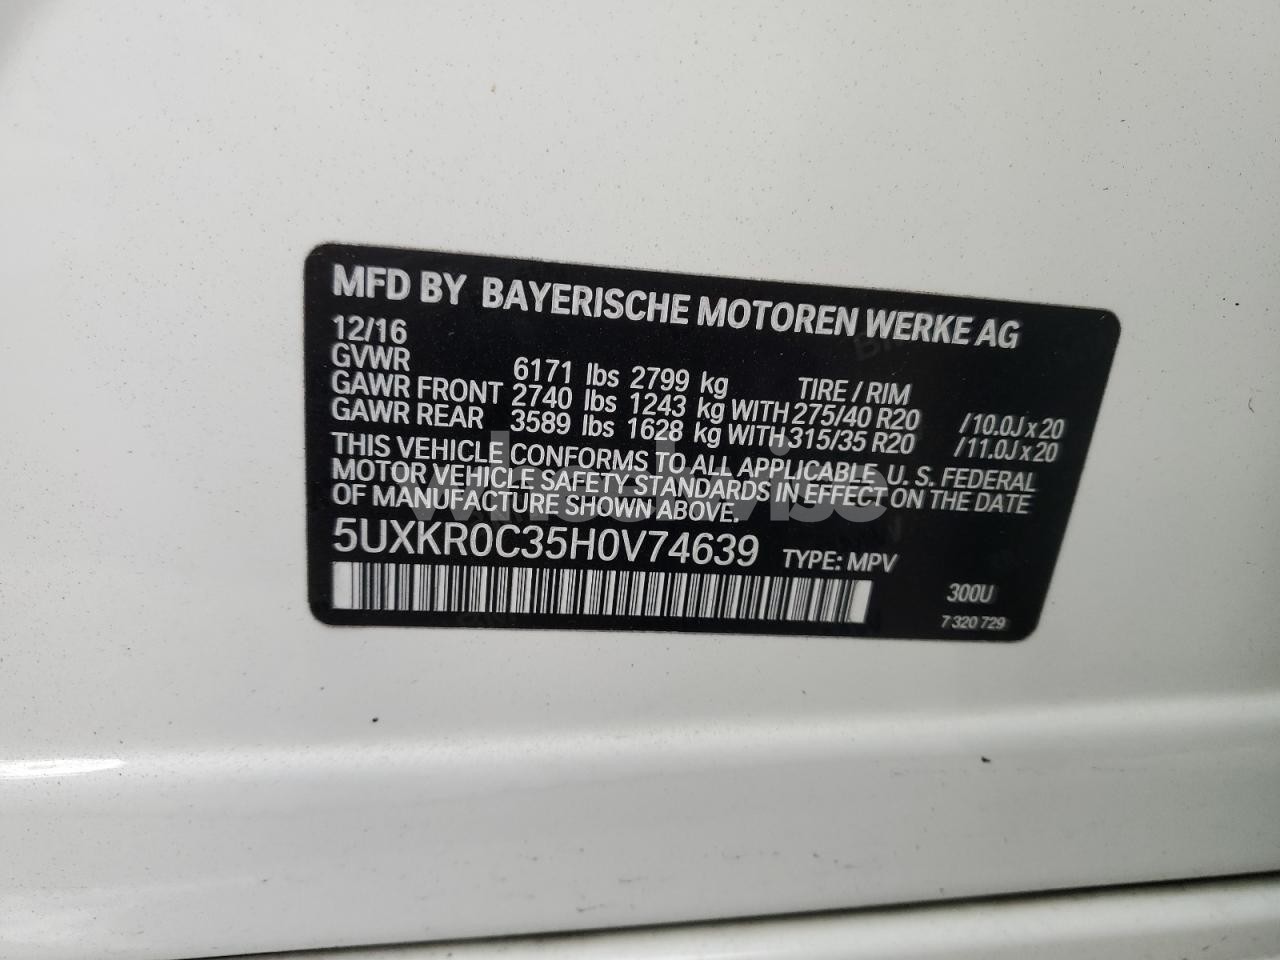 MFD BY BAYERISCHE MOTOREN WERKE AG
12/16
GVWR 6171 lbs 2799 kg TIRE / RIM
GAWR FRONT 2740 lbs 1243 kg WITH 275/40 R20 /10.0J x 20
GAWR REAR 3589 lbs 1628 kg WITH 315/35 R20 /11.0J x 20
THIS VEHICLE CONFORMS TO ALL APPLICABLE U. S. FEDERAL
MOTOR VEHICLE SAFETY STANDARDS IN EFFECT ON THE DATE
OF MANUFACTURE SHOWN ABOVE.
wheelwise
5UXKR0C35H0V74639 TYPE: MPV
300U
7 320 729